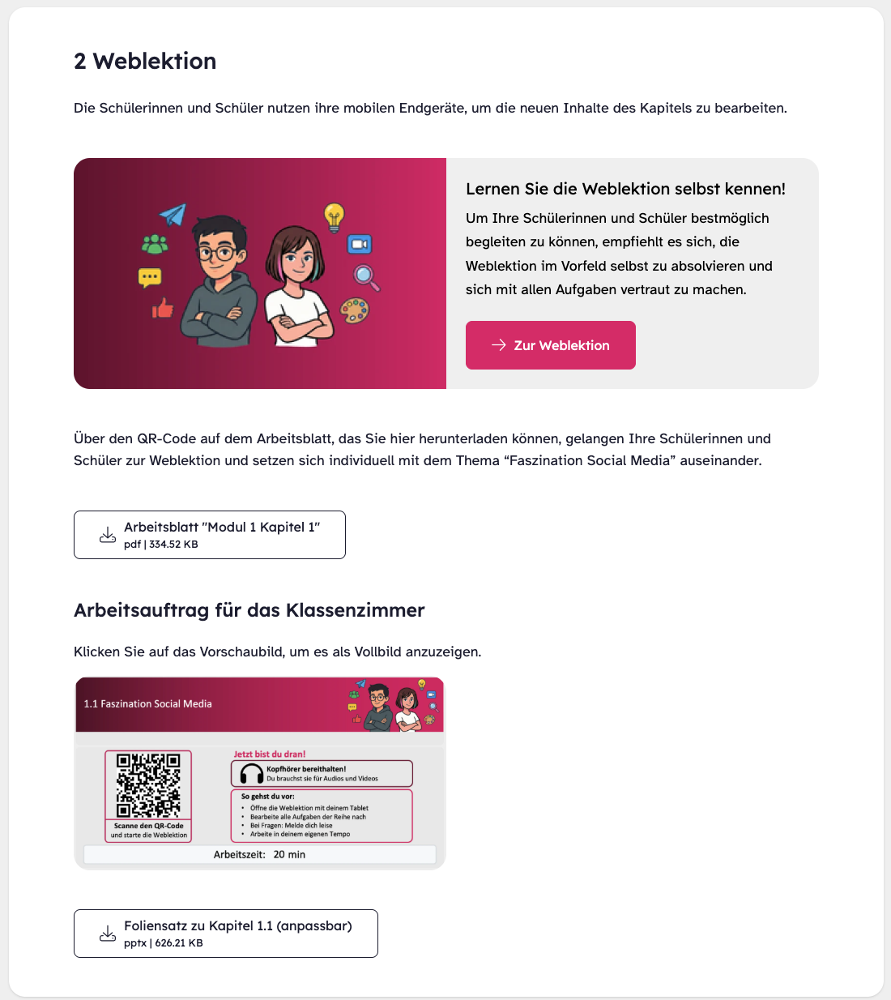 2 Weblektion
Die Schülerinnen und Schüler nutzen ihre mobilen Endgeräte, um die neuen Inhalte des Kapitels zu bearbeiten.
Lernen Sie die Weblektion selbst kennen!
Um Ihre Schülerinnen und Schüler bestmöglich
begleiten zu können, empfiehlt es sich, die
Weblektion im Vorfeld selbst zu absolvieren und
sich mit allen Aufgaben vertraut zu machen.
Zur Weblektion
Über den QR-Code auf dem Arbeitsblatt, das Sie hier herunterladen können, gelangen Ihre Schülerinnen und
Schüler zur Weblektion und setzen sich individuell mit dem Thema “Faszination Social Media” auseinander.
Arbeitsblatt "Modul 1 Kapitel 1"
pdf | 334.52 KB
Arbeitsauftrag für das Klassenzimmer
Klicken Sie auf das Vorschaubild, um es als Vollbild anzuzeigen.
1.1 Faszination Social Media
Scanne den QR-Code
und starte die Weblektion
Jetzt bist du dran!
Kopfhörer bereithalten!
Du brauchst sie für Audios und Videos
So gehst du vor:
• Öffne die Weblektion mit deinem Tablet
• Bearbeite alle Aufgaben der Reihe nach
• Bei Fragen: Melde dich leise
• Arbeite in deinem eigenen Tempo
Arbeitszeit: 20 min
Foliensatz zu Kapitel 1.1 (anpassbar)
pptx | 626.21 KB